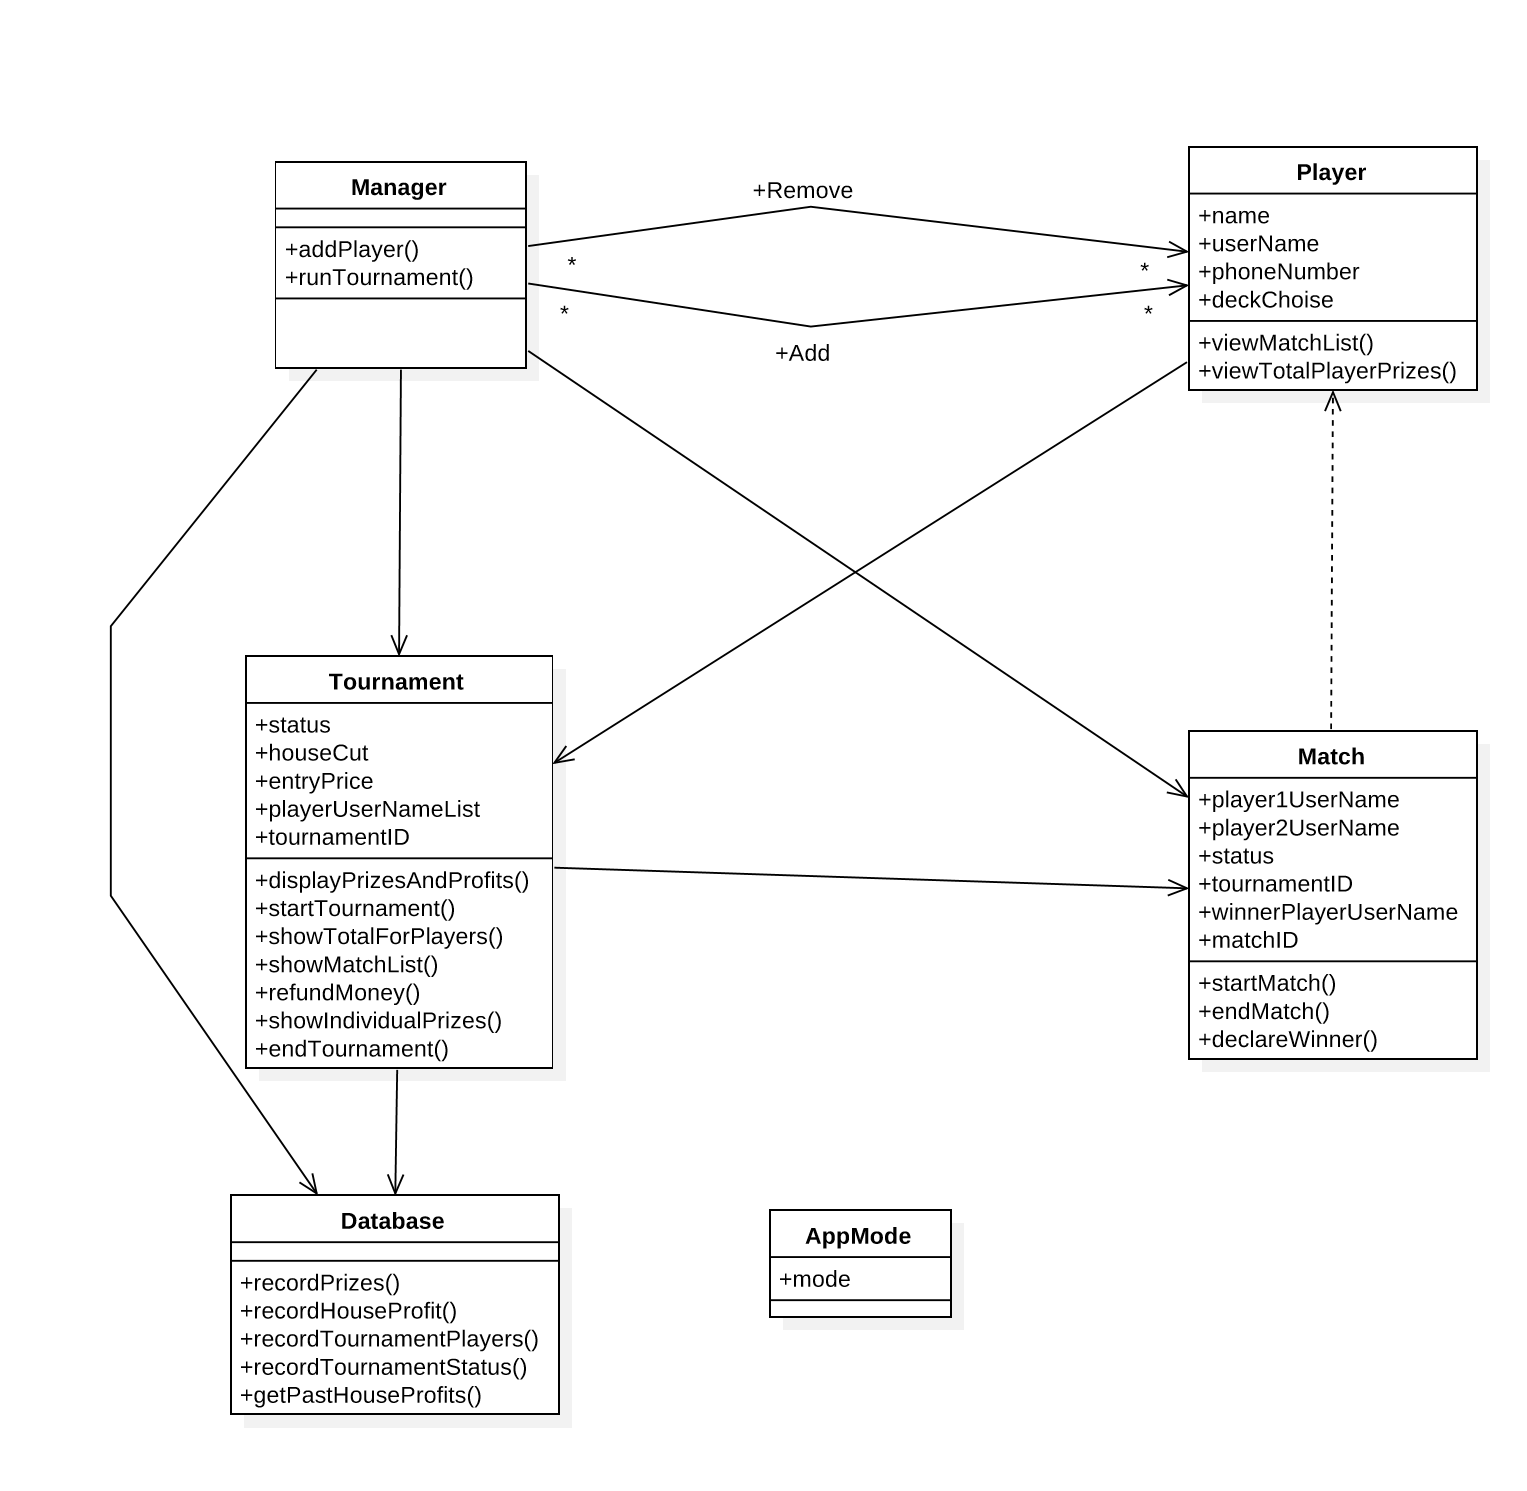 Manager
+addPlayer()
+runTournament()
+Remove
*
*
*
*
+Add
Player
+name
+userName
+phoneNumber
+deckChoise
+viewMatchList()
+viewTotalPlayerPrizes()
Tournament
+status
+houseCut
+entryPrice
+playerUserNameList
+tournamentID
+displayPrizesAndProfits()
+startTournament()
+showTotalForPlayers()
+showMatchList()
+refundMoney()
+showIndividualPrizes()
+endTournament()
Match
+player1UserName
+player2UserName
+status
+tournamentID
+winnerPlayerUserName
+matchID
+startMatch()
+endMatch()
+declareWinner()
Database
+recordPrizes()
+recordHouseProfit()
+recordTournamentPlayers()
+recordTournamentStatus()
+getPastHouseProfits()
AppMode
+mode